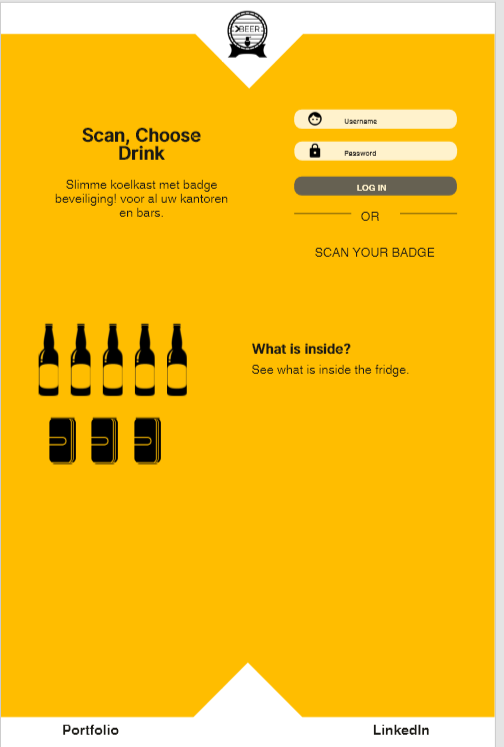 BEER
Scan, Choose
Drink
Slimme koelkast met badge
beveiliging! voor al uw kantoren
en bars.
Username
Password
LOG IN
OR
SCAN YOUR BADGE
What is inside?
See what is inside the fridge.
Portfolio
LinkedIn